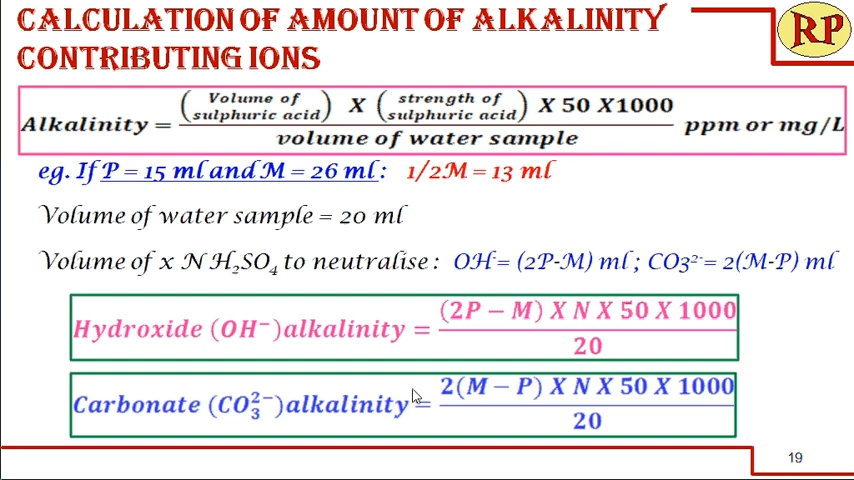 CALCULATION OF AMOUNT OF ALKALINITY
CONTRIBUTING IONS
RP
Alkalinity = (Volume of sulphuric acid) X (strength of sulphuric acid) X 50 X1000 / volume of water sample ppm or mg/L
eg. If P = 15 ml and M = 26 ml : 1/2M = 13 ml
Volume of water sample = 20 ml
Volume of x N H₂SO₄ to neutralise : OH⁻= (2P-M) ml ; CO3²⁻= 2(M-P) ml
Hydroxide (OH⁻)alkalinity = (2P − M) X N X 50 X 1000 / 20
Carbonate (CO₃²⁻)alkalinity = 2(M − P) X N X 50 X 1000 / 20
19